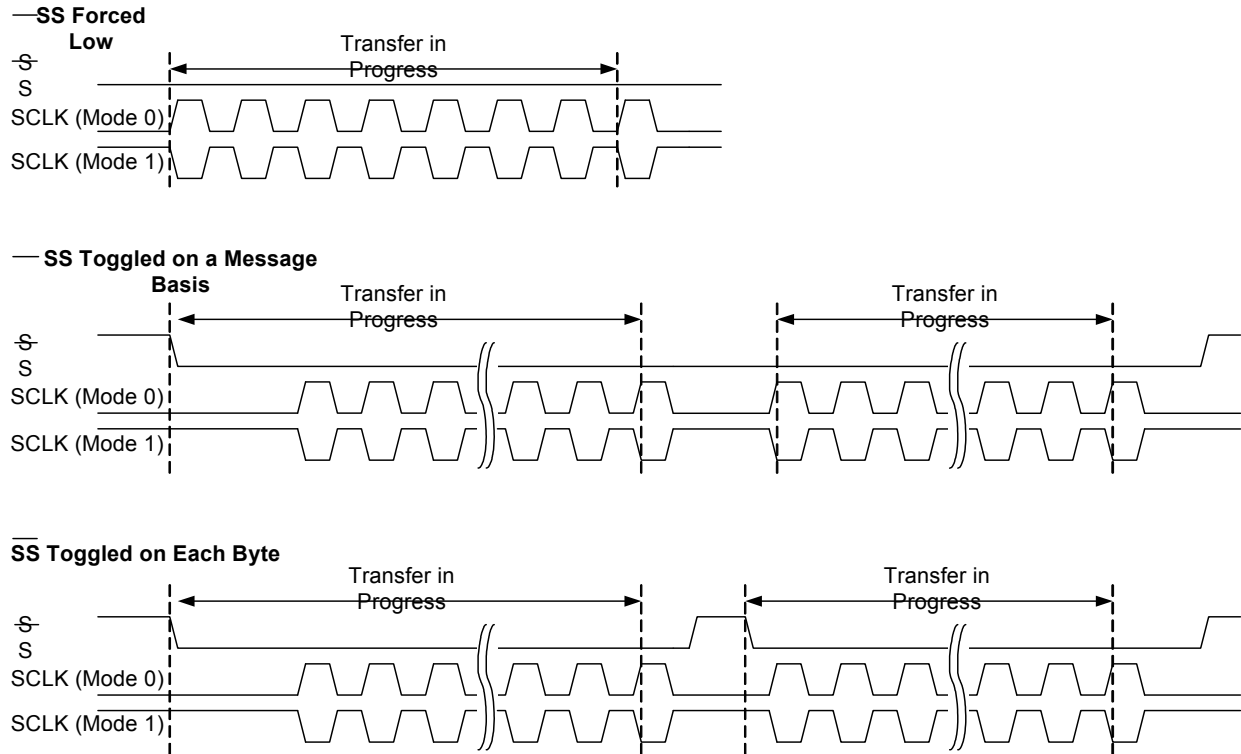 SS Forced
Low
Transfer in
Progress
S
S
SCLK (Mode 0)
SCLK (Mode 1)
SS Toggled on a Message
Basis
Transfer in
Progress
Transfer in
Progress
S
S
SCLK (Mode 0)
SCLK (Mode 1)
SS Toggled on Each Byte
Transfer in
Progress
Transfer in
Progress
S
S
SCLK (Mode 0)
SCLK (Mode 1)